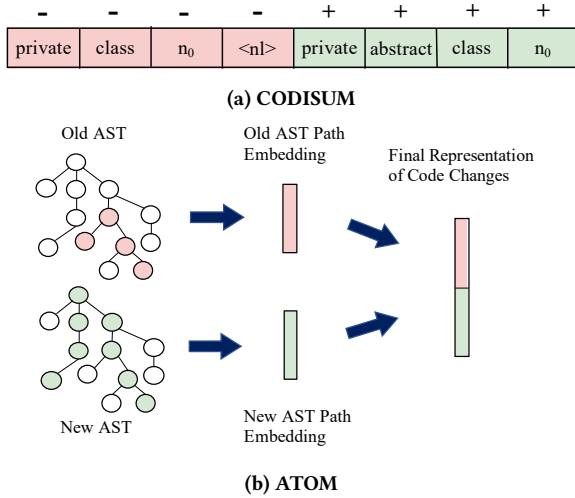 - - - - + + + +
private class n₀ <nl> private abstract class n₀
(a) CODISUM
Old AST
Old AST Path
Embedding
Final Representation
of Code Changes
New AST
New AST Path
Embedding
(b) ATOM